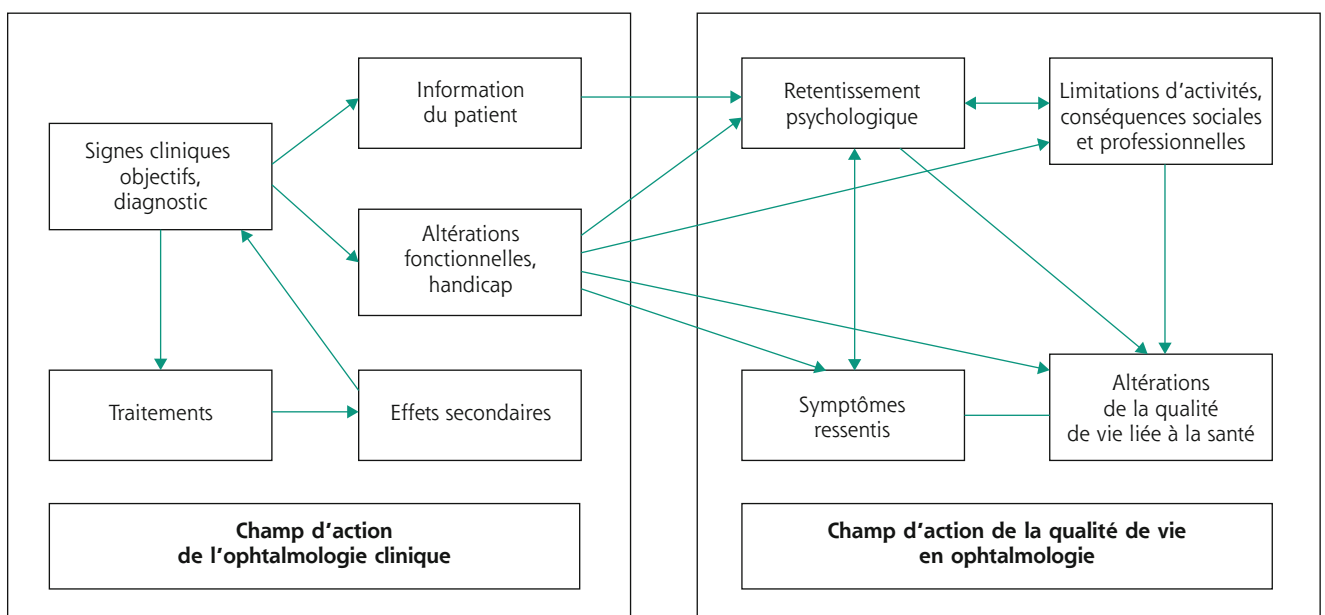 Information
du patient
Signes cliniques
objectifs,
diagnostic
Altérations
fonctionnelles,
handicap
Traitements
Effets secondaires
Champ d'action
de l'ophtalmologie clinique
Retentissement
psychologique
Limitations d'activités,
conséquences sociales
et professionnelles
Symptômes
ressentis
Altérations
de la qualité
de vie liée à la santé
Champ d'action de la qualité de vie
en ophtalmologie